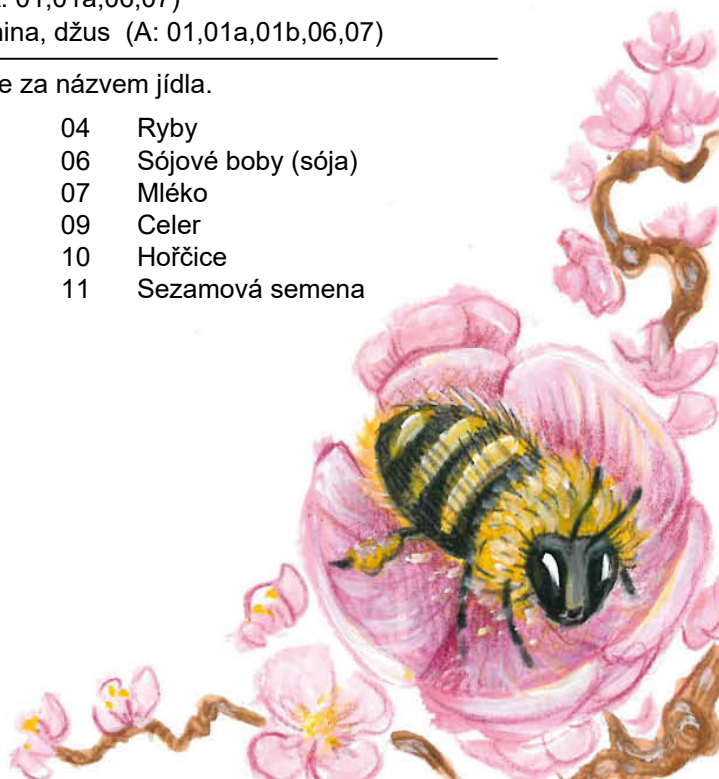 01,01a,06,07)
džus (A: 01,01a,01b,06,07)
za názvem jídla.
04 Ryby
06 Sójové boby (sója)
07 Mléko
09 Celer
10 Hořčice
11 Sezamová semena